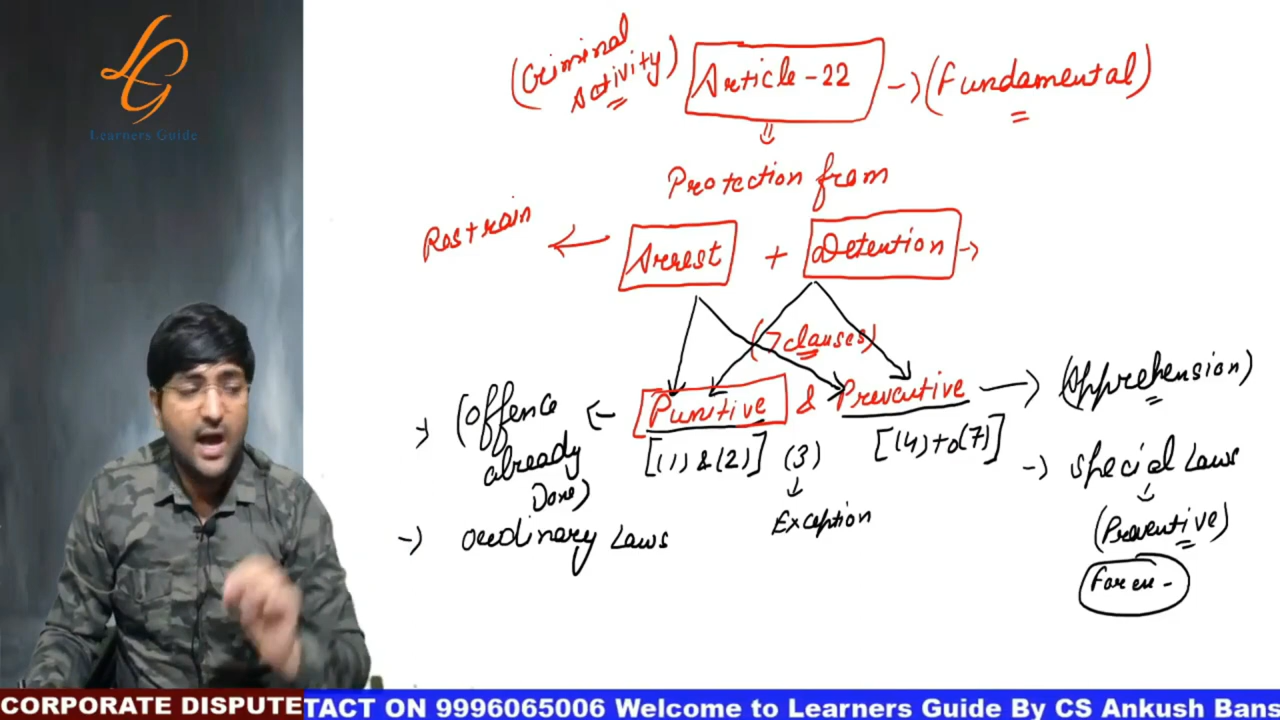 LG
Learners Guide
(Criminal Activity) Article-22 -> (Fundamental)
Protection from
Rostrain <- Arrest + Detention ->
(7 clauses)
-> (offence already Done) <- Punitive & Preventive -> (Apprehension)
[(1)&(2)] (3) [(4)to(7)]
Exception
-> special Laws
(Preventive)
-> ordinary Laws
CORPORATE DISPUTE TACT ON 9996065006 Welcome to Learners Guide By CS Ankush Bans